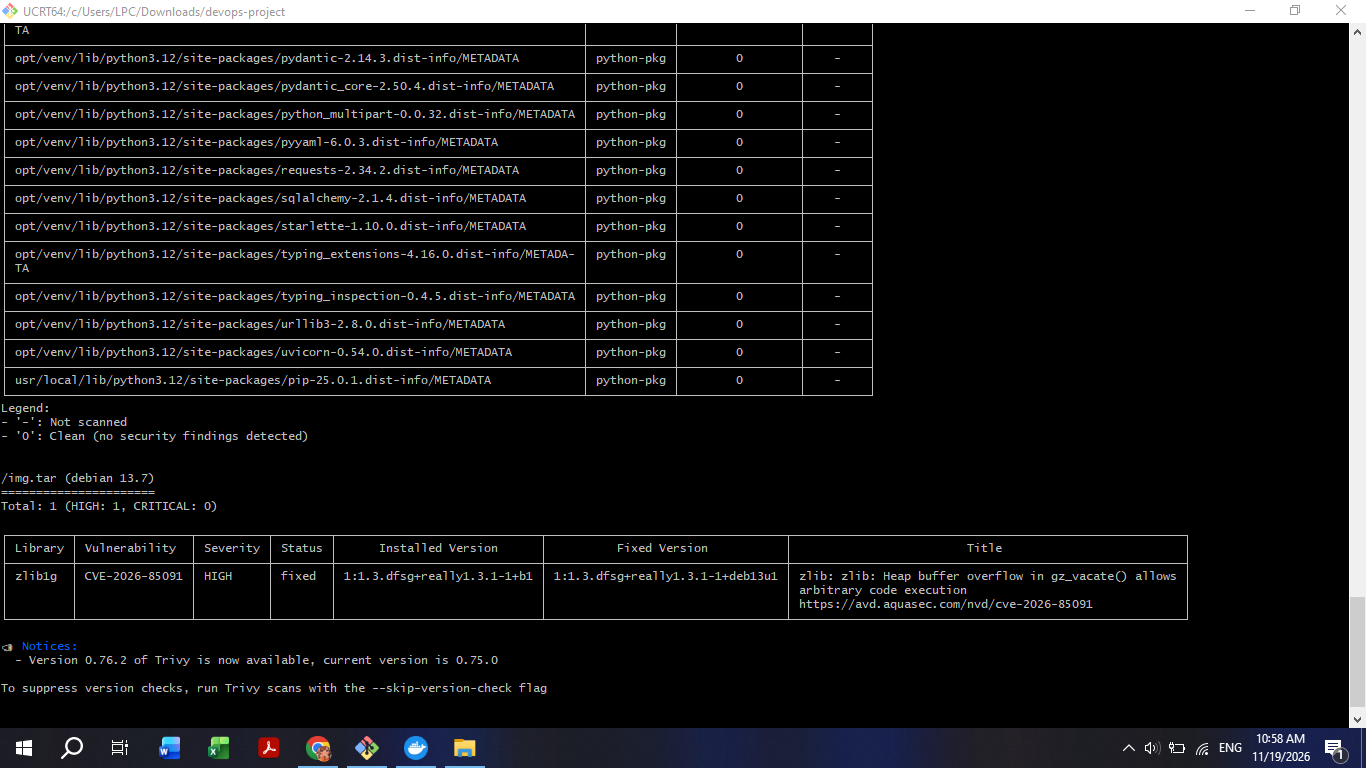 UCRT64:/c/Users/LPC/Downloads/devops-project
TA
opt/venv/lib/python3.12/site-packages/pydantic-2.14.3.dist-info/METADATA python-pkg 0 -
opt/venv/lib/python3.12/site-packages/pydantic_core-2.50.4.dist-info/METADATA python-pkg 0 -
opt/venv/lib/python3.12/site-packages/python_multipart-0.0.32.dist-info/METADATA python-pkg 0 -
opt/venv/lib/python3.12/site-packages/pyyaml-6.0.3.dist-info/METADATA python-pkg 0 -
opt/venv/lib/python3.12/site-packages/requests-2.34.2.dist-info/METADATA python-pkg 0 -
opt/venv/lib/python3.12/site-packages/sqlalchemy-2.1.4.dist-info/METADATA python-pkg 0 -
opt/venv/lib/python3.12/site-packages/starlette-1.10.0.dist-info/METADATA python-pkg 0 -
opt/venv/lib/python3.12/site-packages/typing_extensions-4.16.0.dist-info/METADA- python-pkg 0 -
TA
opt/venv/lib/python3.12/site-packages/typing_inspection-0.4.5.dist-info/METADATA python-pkg 0 -
opt/venv/lib/python3.12/site-packages/urllib3-2.8.0.dist-info/METADATA python-pkg 0 -
opt/venv/lib/python3.12/site-packages/uvicorn-0.54.0.dist-info/METADATA python-pkg 0 -
usr/local/lib/python3.12/site-packages/pip-25.0.1.dist-info/METADATA python-pkg 0 -
Legend:
- '-': Not scanned
- '0': Clean (no security findings detected)
/img.tar (debian 13.7)
======================
Total: 1 (HIGH: 1, CRITICAL: 0)
Library Vulnerability Severity Status Installed Version Fixed Version Title
zlib1g CVE-2026-85091 HIGH fixed 1:1.3.dfsg+really1.3.1-1+b1 1:1.3.dfsg+really1.3.1-1+deb13u1 zlib: zlib: Heap buffer overflow in gz_vacate() allows
arbitrary code execution
https://avd.aquasec.com/nvd/cve-2026-85091
Notices:
- Version 0.76.2 of Trivy is now available, current version is 0.75.0
To suppress version checks, run Trivy scans with the --skip-version-check flag
ENG
10:58 AM
11/19/2026
1